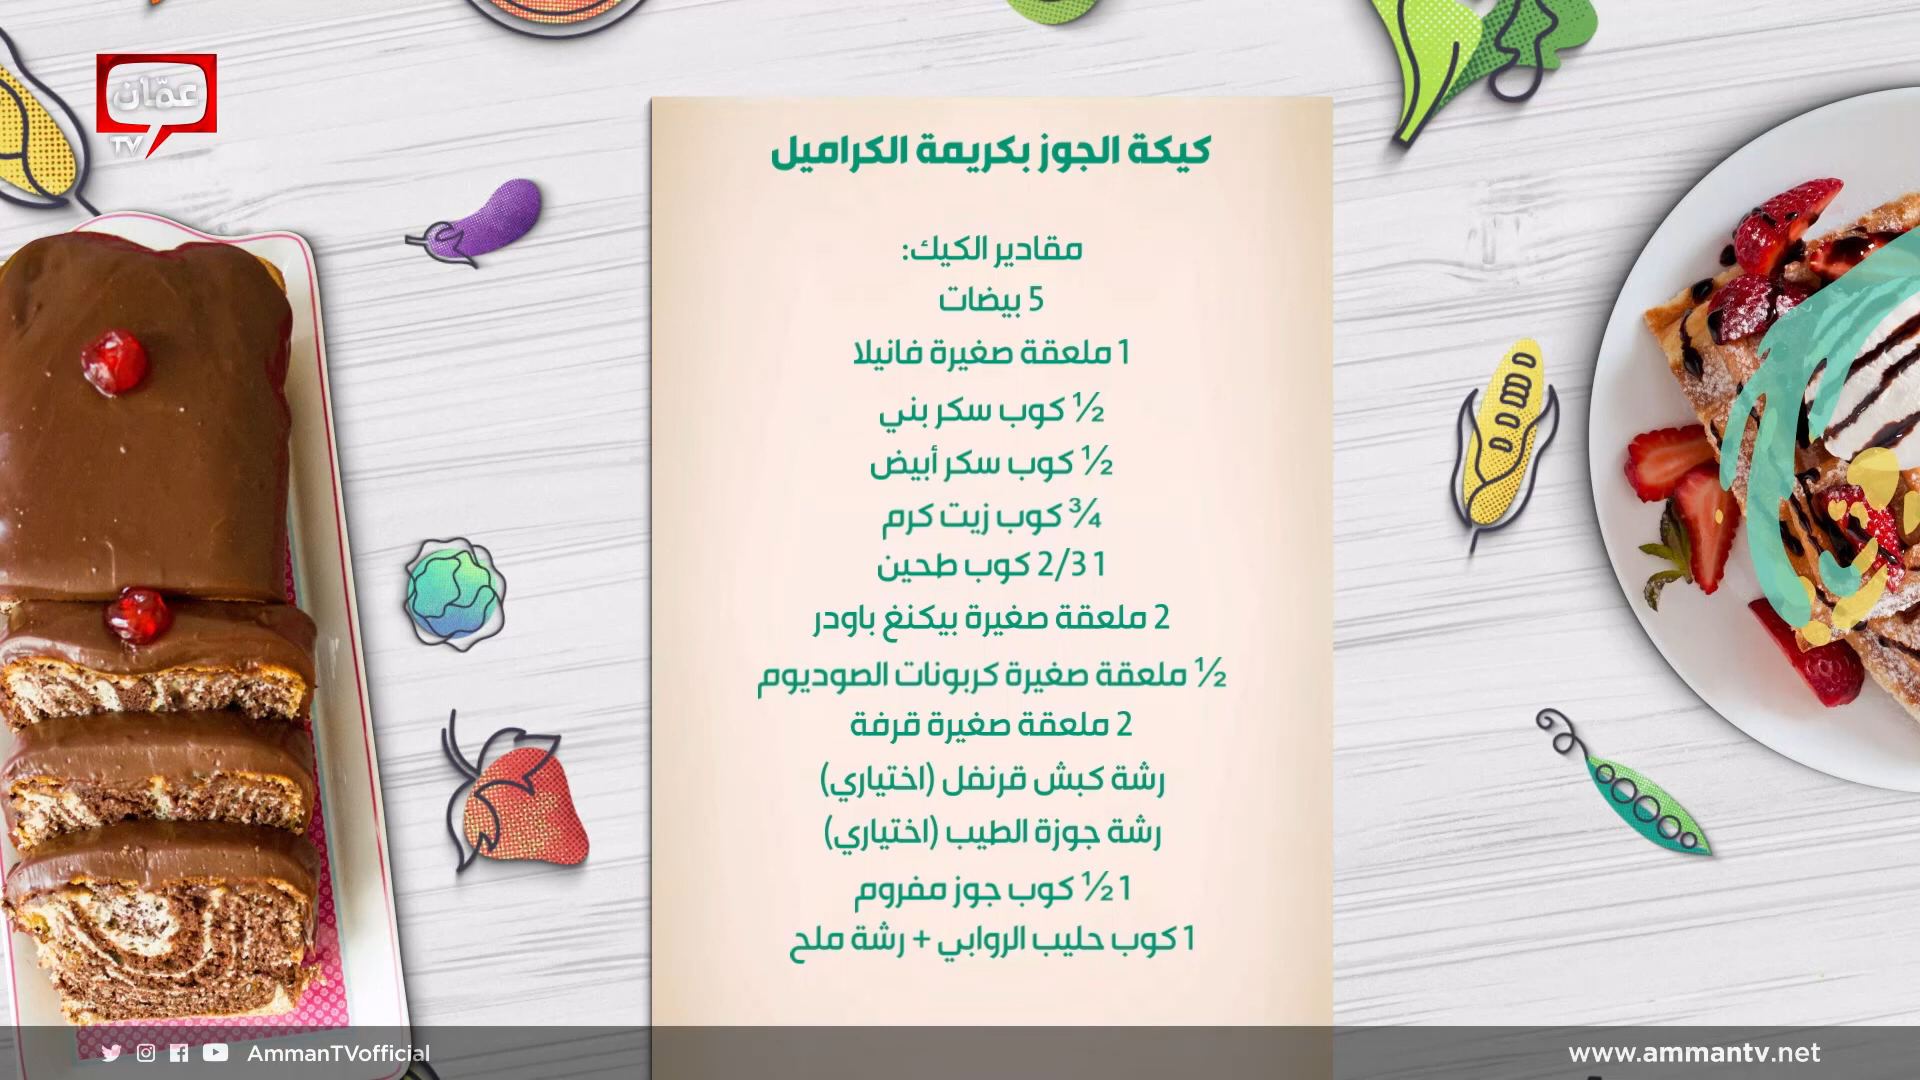 عمّان
TV
كيكة الجوز بكريمة الكراميل
مقادير الكيك:
5 بيضات
1 ملعقة صغيرة فانيلا
½ كوب سكر بني
½ كوب سكر أبيض
¾ كوب زيت كرم
1 2/3 كوب طحين
2 ملعقة صغيرة بيكنغ باودر
½ ملعقة صغيرة كربونات الصوديوم
2 ملعقة صغيرة قرفة
رشة كبش قرنفل (اختياري)
رشة جوزة الطيب (اختياري)
1 ½ كوب جوز مفروم
1 كوب حليب الروابي + رشة ملح
AmmanTVofficial
www.ammantv.net